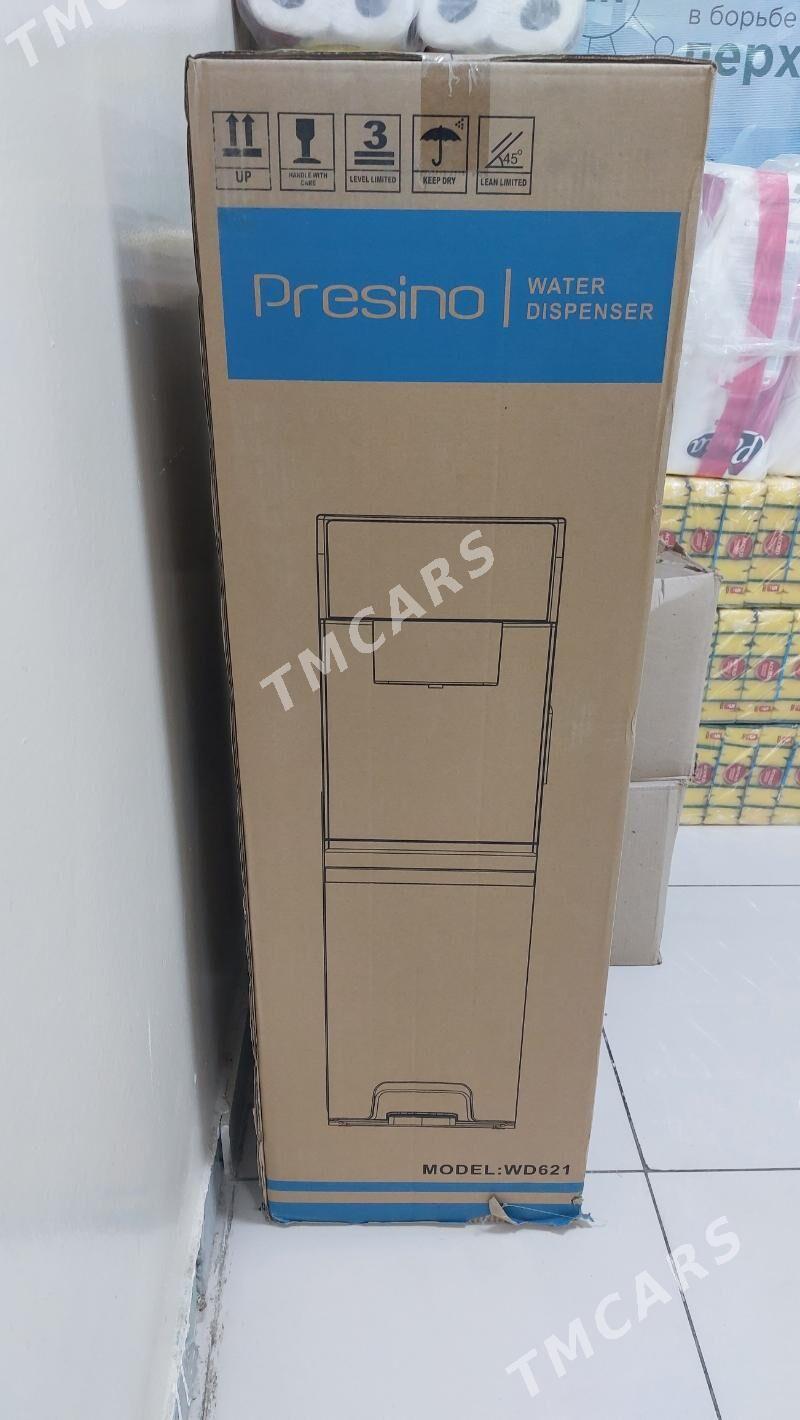 TMCARS
в борьбе
верх
UP
HANDLE WITH
CARE
3
LEVEL LIMITED
KEEP DRY
45°
LEAN LIMITED
Presino
WATER
DISPENSER
TMCARS
MODEL:WD621
TMCARS